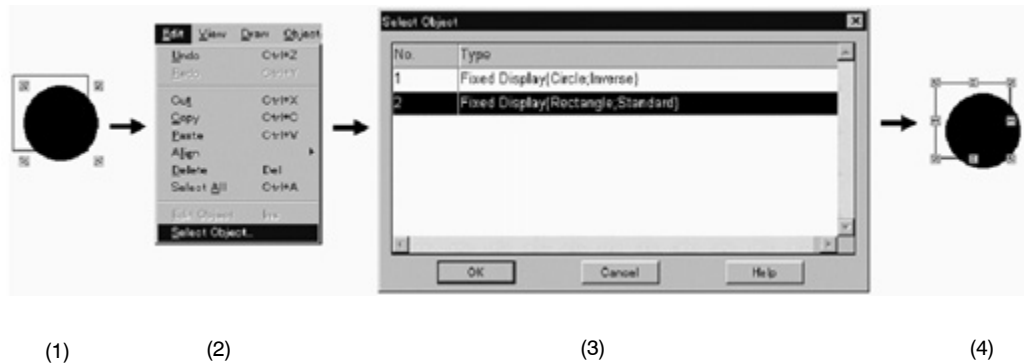 Edit View Draw Object
Undo Ctrl+Z
Redo Ctrl+Y
Cut Ctrl+X
Copy Ctrl+C
Paste Ctrl+V
Align
Delete Del
Select All Ctrl+A
Edit Object Ins
Select Object...
Select Object
No. Type
1 Fixed Display(Circle;Inverse)
2 Fixed Display(Rectangle;Standard)
OK Cancel Help
(1) (2) (3) (4)